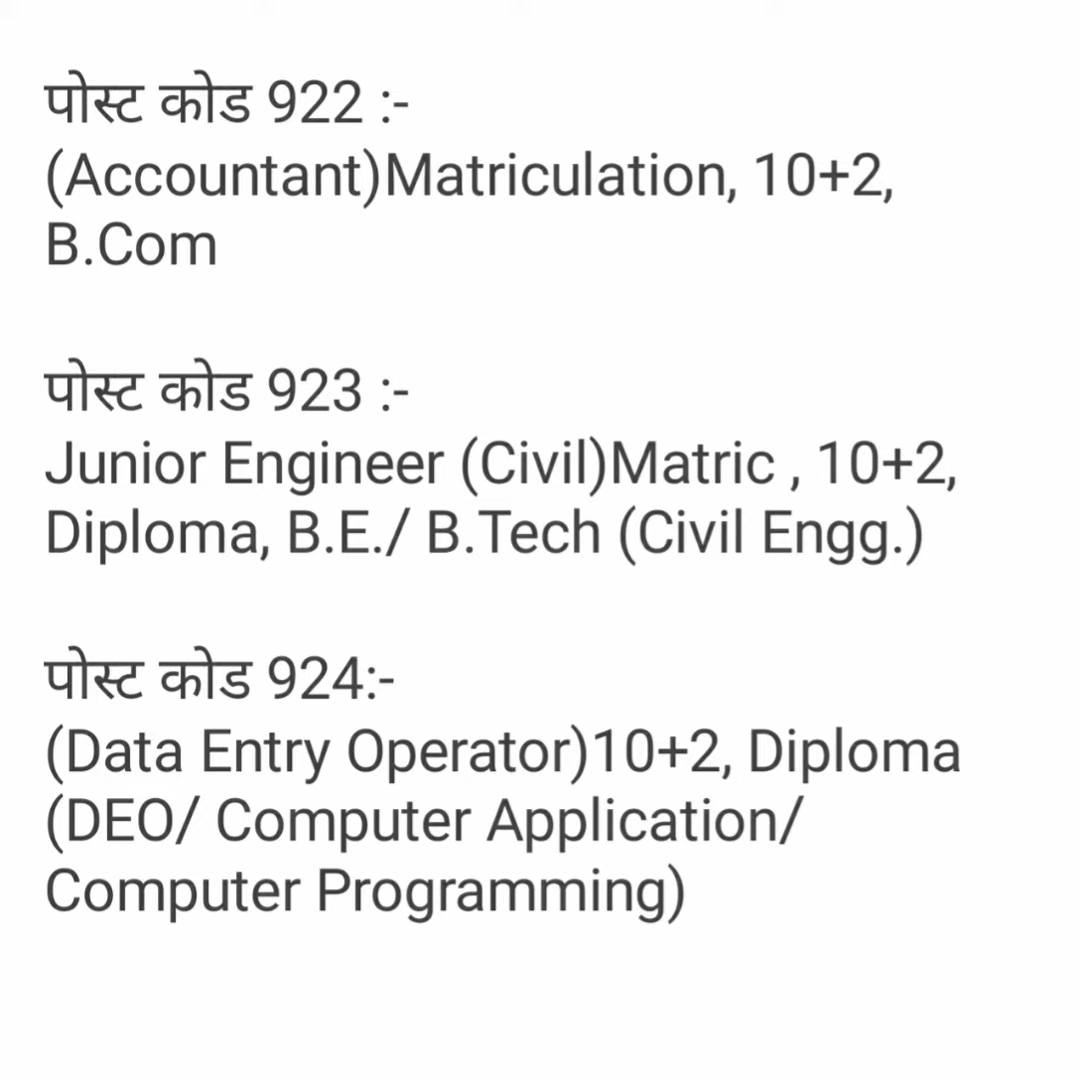 पोस्ट कोड 922 :-
(Accountant)Matriculation, 10+2,
B.Com
पोस्ट कोड 923 :-
Junior Engineer (Civil)Matric , 10+2,
Diploma, B.E./ B.Tech (Civil Engg.)
पोस्ट कोड 924:-
(Data Entry Operator)10+2, Diploma
(DEO/ Computer Application/
Computer Programming)